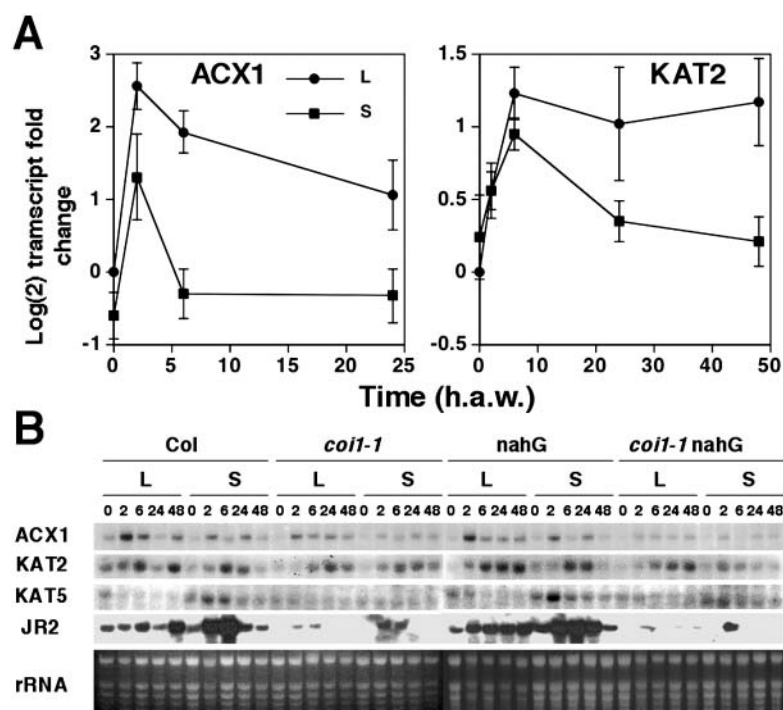 A
ACX1
KAT2
L
S
Log(2) tramscript fold
change
3
2
1
0
-1
0 5 10 15 20 25
1.5
1
0.5
0
-0.5
0 10 20 30 40 50
Time (h.a.w.)
B
Col coi1-1 nahG coi1-1 nahG
L S L S L S L S
0 2 6 24 48 0 2 6 24 48 0 2 6 24 48 0 2 6 24 48 0 2 6 24 48 0 2 6 24 48 0 2 6 24 48 0 2 6 24 48
ACX1
KAT2
KAT5
JR2
rRNA